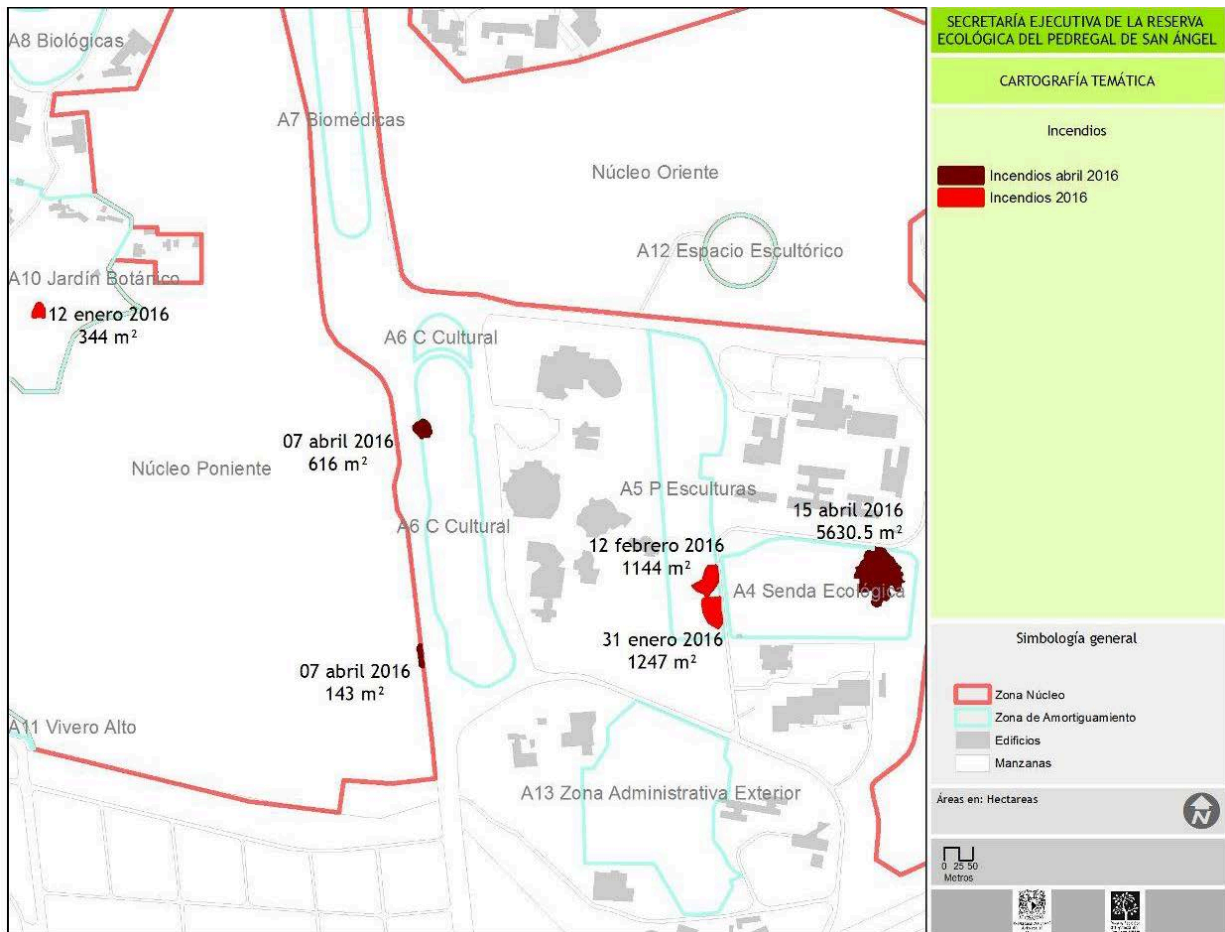 A8 Biológicas
A7 Biomédicas
Núcleo Oriente
A12 Espacio Escultórico
A10 Jardín Botánico
12 enero 2016
344 m²
A6 C Cultural
07 abril 2016
616 m²
Núcleo Poniente
A5 P Esculturas
15 abril 2016
5630.5 m²
A6 C Cultural
12 febrero 2016
1144 m²
A4 Senda Ecológica
31 enero 2016
1247 m²
07 abril 2016
143 m²
A11 Vivero Alto
A13 Zona Administrativa Exterior
SECRETARÍA EJECUTIVA DE LA RESERVA
ECOLÓGICA DEL PEDREGAL DE SAN ÁNGEL
CARTOGRAFÍA TEMÁTICA
Incendios
Incendios abril 2016
Incendios 2016
Simbología general
Zona Núcleo
Zona de Amortiguamiento
Edificios
Manzanas
Áreas en: Hectareas
N
0 25 50
Metros